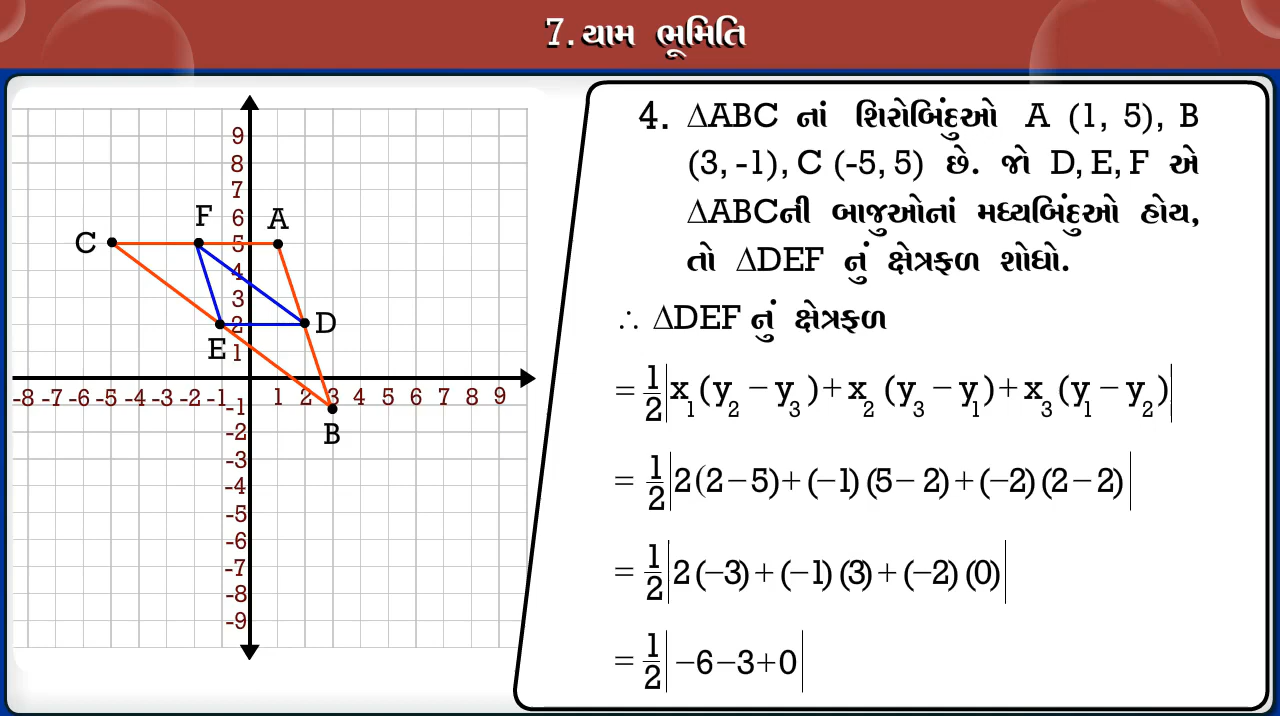 7. યામ ભૂમિતિ
4. ∆ABC નાં શિરોબિંદુઓ A (1, 5), B
(3, -1), C (-5, 5) છે. જો D, E, F એ
∆ABCની બાજુઓનાં મધ્યબિંદુઓ હોય,
તો ∆DEF નું ક્ષેત્રફળ શોધો.
∴ ∆DEF નું ક્ષેત્રફળ
= 1/2 |x₁(y₂ − y₃)+x₂ (y₃ − y₁)+x₃(y₁ − y₂)|
= 1/2 |2(2−5)+(−1)(5−2)+(−2)(2−2)|
= 1/2 |2(−3)+(−1)(3)+(−2)(0)|
= 1/2 |−6−3+0|
9
8
7
6
5
4
3
2
1
-8 -7 -6 -5 -4 -3 -2 -1 1 2 3 4 5 6 7 8 9
-1
-2
-3
-4
-5
-6
-7
-8
-9
F A
C
E D
B